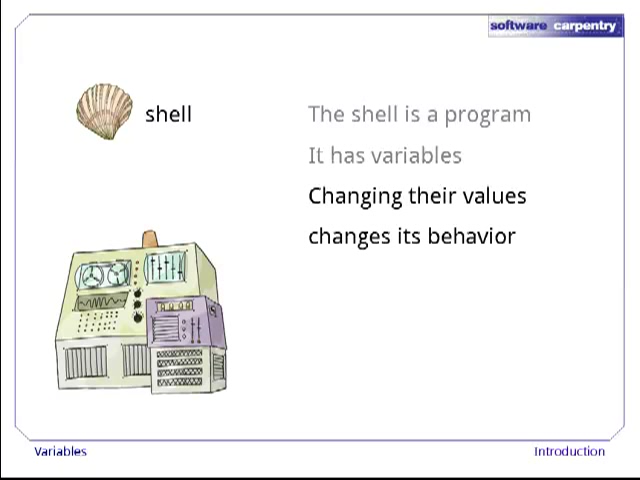 software carpentry
shell
The shell is a program
It has variables
Changing their values
changes its behavior
Variables
Introduction